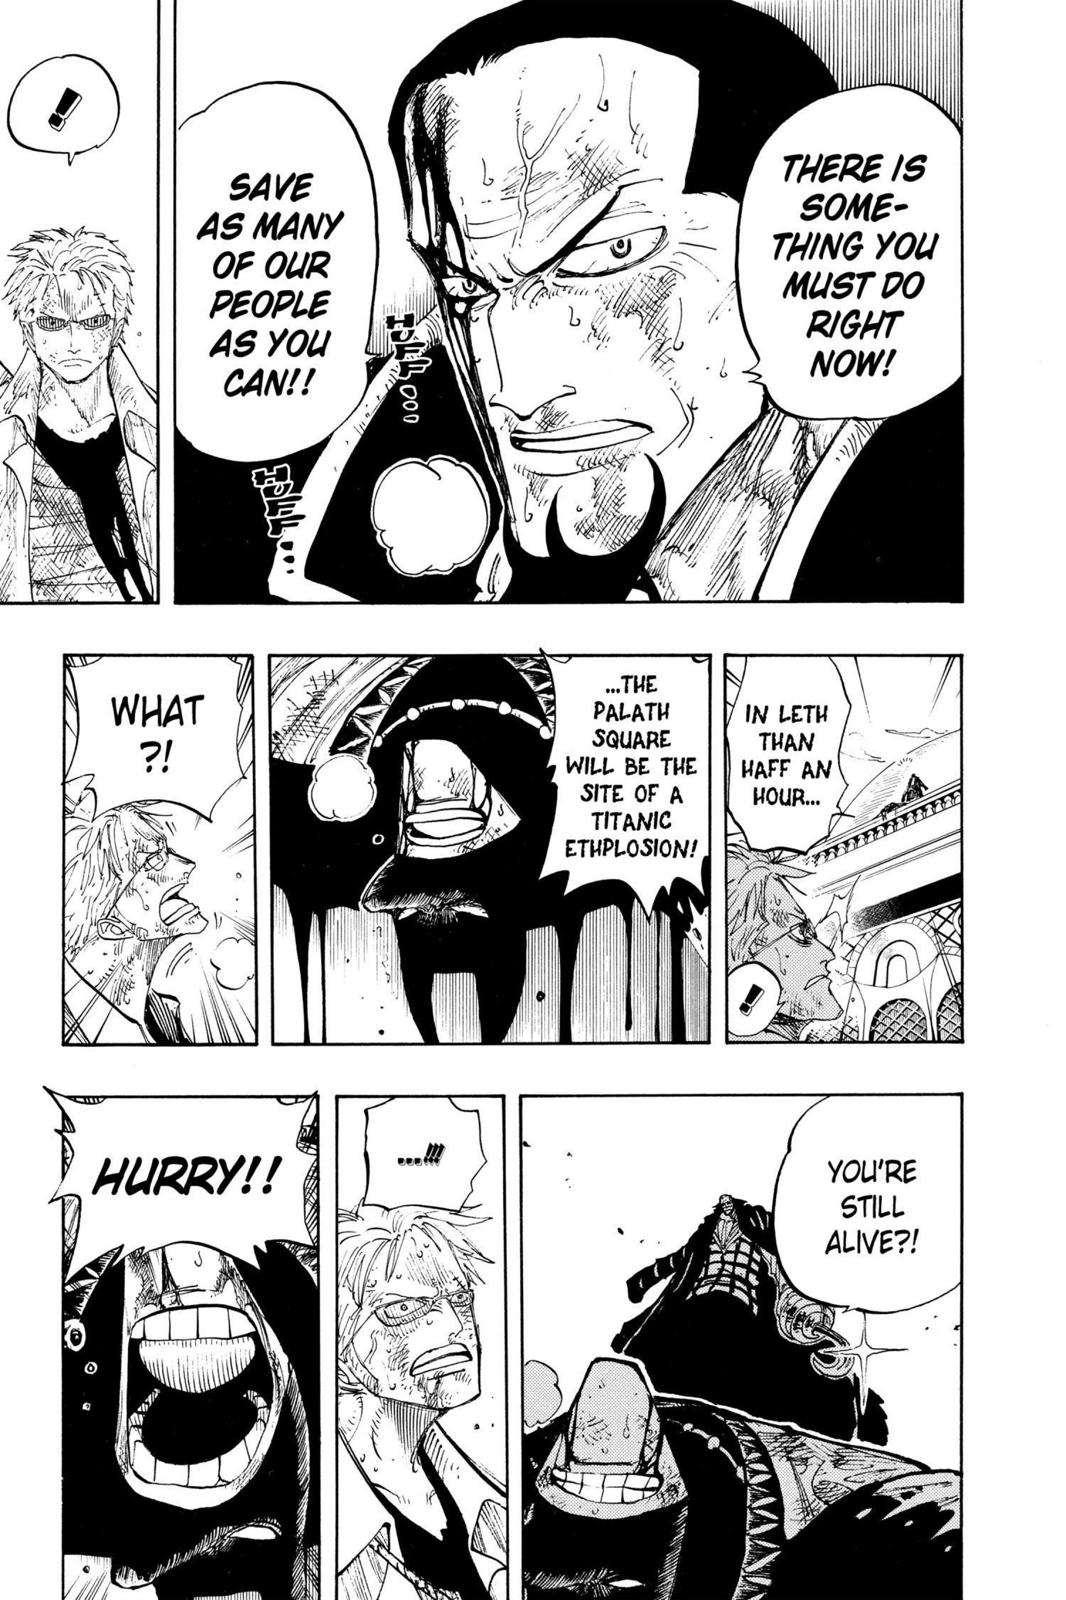 THERE IS
SOME-
THING YOU
MUST DO
RIGHT
NOW!
SAVE
AS MANY
OF OUR
PEOPLE
AS YOU
CAN!!
HUFF...
HUFF..
!
IN LETH
THAN
HAFF AN
HOUR...
!
...THE
PALATH
SQUARE
WILL BE THE
SITE OF A
TITANIC
ETHPLOSION!
WHAT
?!
YOU'RE
STILL
ALIVE?!
...!!!
HURRY!!